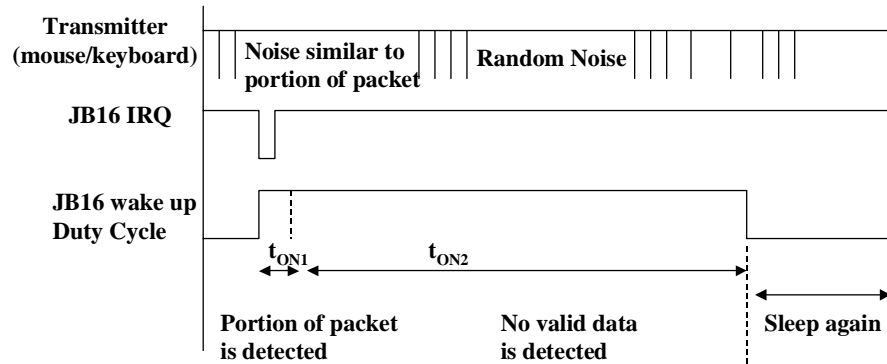 Transmitter
(mouse/keyboard)
Noise similar to
portion of packet
Random Noise
JB16 IRQ
JB16 wake up
Duty Cycle
tON1
tON2
Portion of packet
is detected
No valid data
is detected
Sleep again